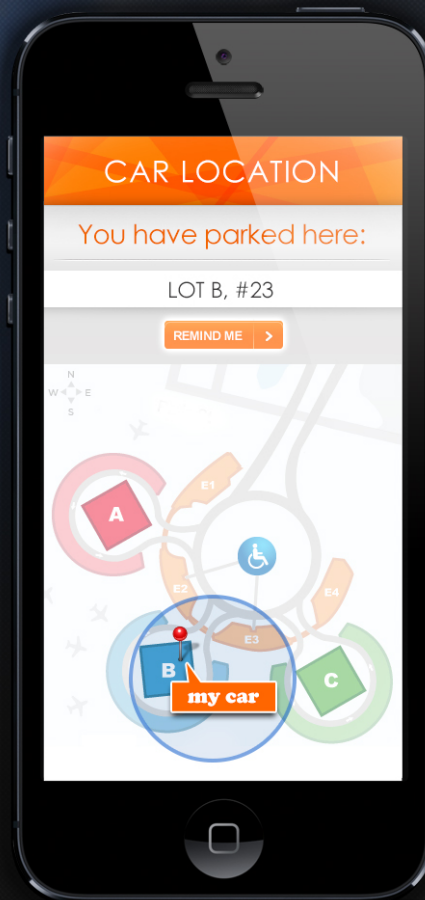 CAR LOCATION
You have parked here:
LOT B, #23
REMIND ME >
N
W E
S
E1
A
E2
E4
E3
B
C
my car